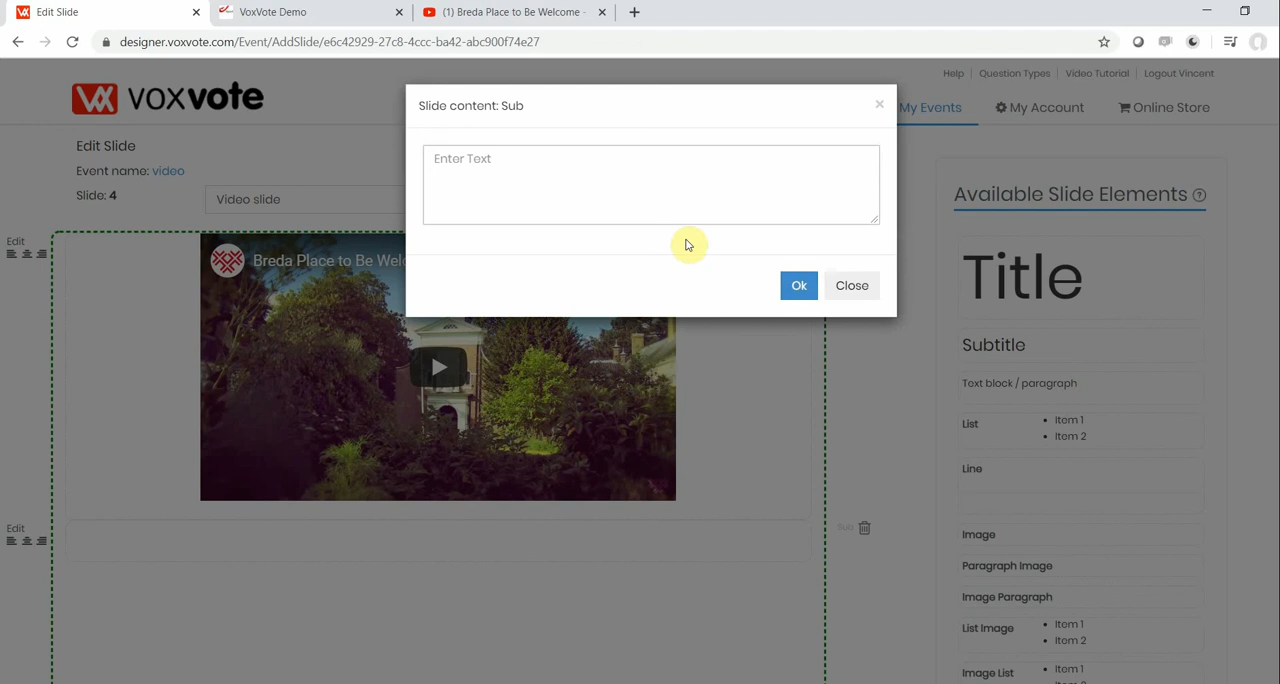 Edit Slide
VoxVote Demo
(1) Breda Place to Be Welcome -
designer.voxvote.com/Event/AddSlide/e6c42929-27c8-4ccc-ba42-abc900f74e27
Help
Question Types
Video Tutorial
Logout Vincent
voxvote
My Events
My Account
Online Store
Slide content: Sub
Enter Text
Ok
Close
Edit Slide
Event name: video
Slide: 4
Video slide
Edit
Breda Place to Be Welc
Edit
Sub
Available Slide Elements
Title
Subtitle
Text block / paragraph
List
Item 1
Item 2
Line
Image
Paragraph Image
Image Paragraph
List Image
Item 1
Item 2
Image List
Item 1